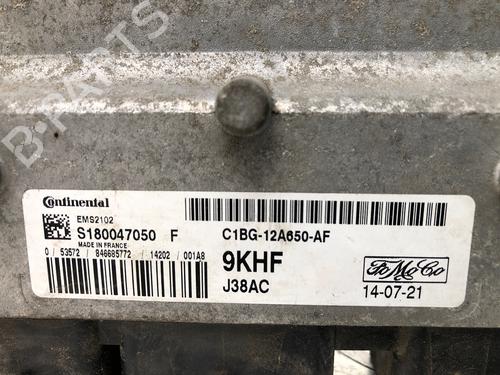 B-PARTS
Continental
EMS2102
S180047050 F
MADE IN FRANCE
0 / 53572 / 846685772 / 14202 / 001A8
C1BG-12A650-AF
9KHF
J38AC
FoMoCo
14-07-21